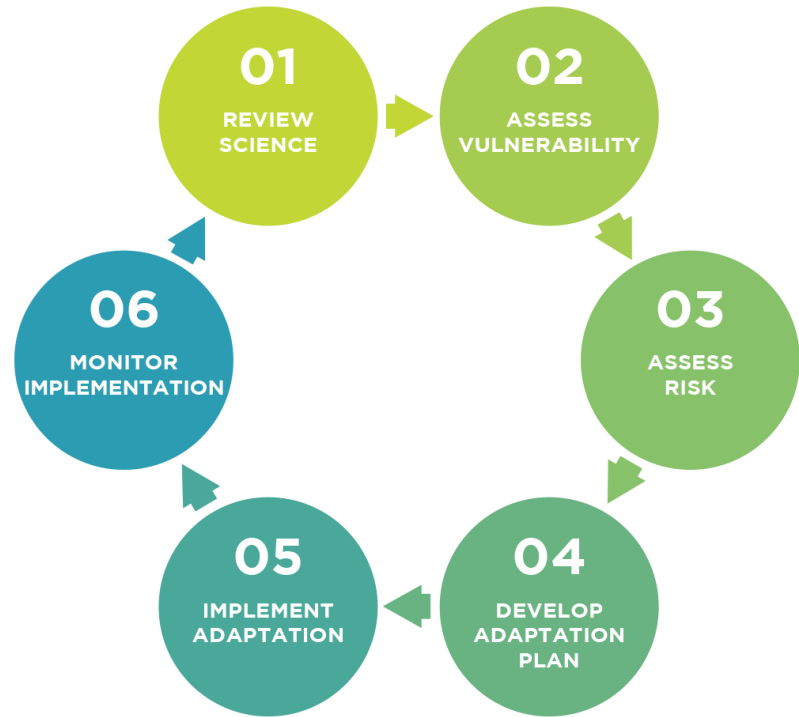 01
REVIEW
SCIENCE
02
ASSESS
VULNERABILITY
03
ASSESS
RISK
04
DEVELOP
ADAPTATION
PLAN
05
IMPLEMENT
ADAPTATION
06
MONITOR
IMPLEMENTATION